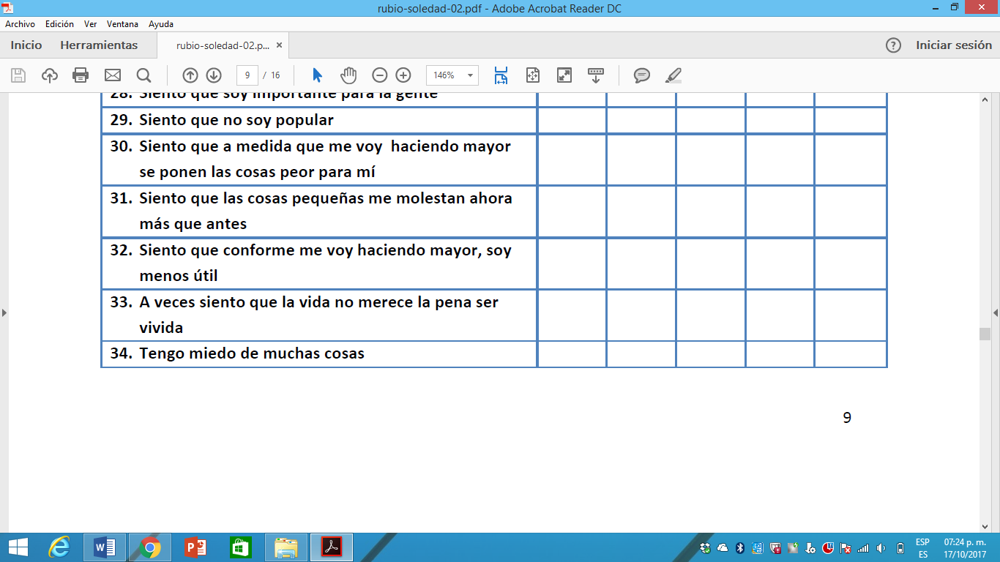 rubio-soledad-02.pdf - Adobe Acrobat Reader DC
Archivo Edición Ver Ventana Ayuda
Inicio Herramientas rubio-soledad-02.p... Iniciar sesión
9 / 16 146%
28. Siento que soy importante para la gente
29. Siento que no soy popular
30. Siento que a medida que me voy haciendo mayor
se ponen las cosas peor para mí
31. Siento que las cosas pequeñas me molestan ahora
más que antes
32. Siento que conforme me voy haciendo mayor, soy
menos útil
33. A veces siento que la vida no merece la pena ser
vivida
34. Tengo miedo de muchas cosas
9
ESP 07:24 p. m.
ES 17/10/2017